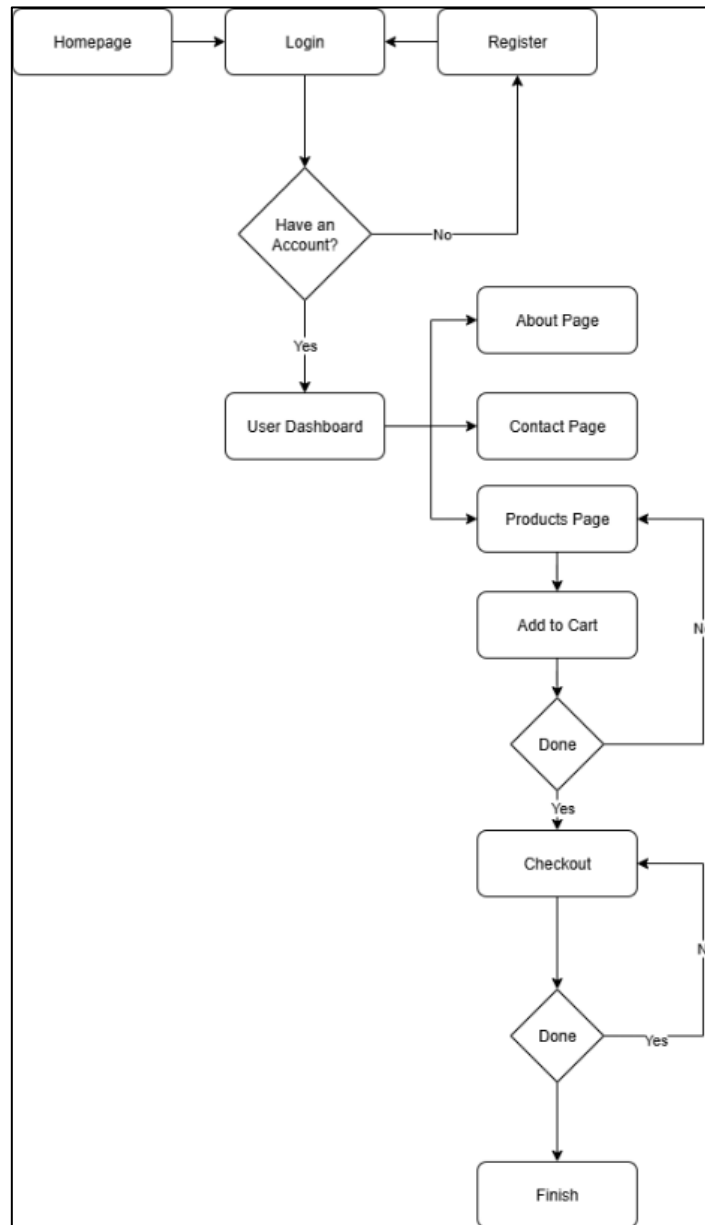 Homepage
Login
Register
Have an
Account?
No
About Page
Yes
User Dashboard
Contact Page
Products Page
Add to Cart
Done
Yes
Checkout
Done
Yes
Finish